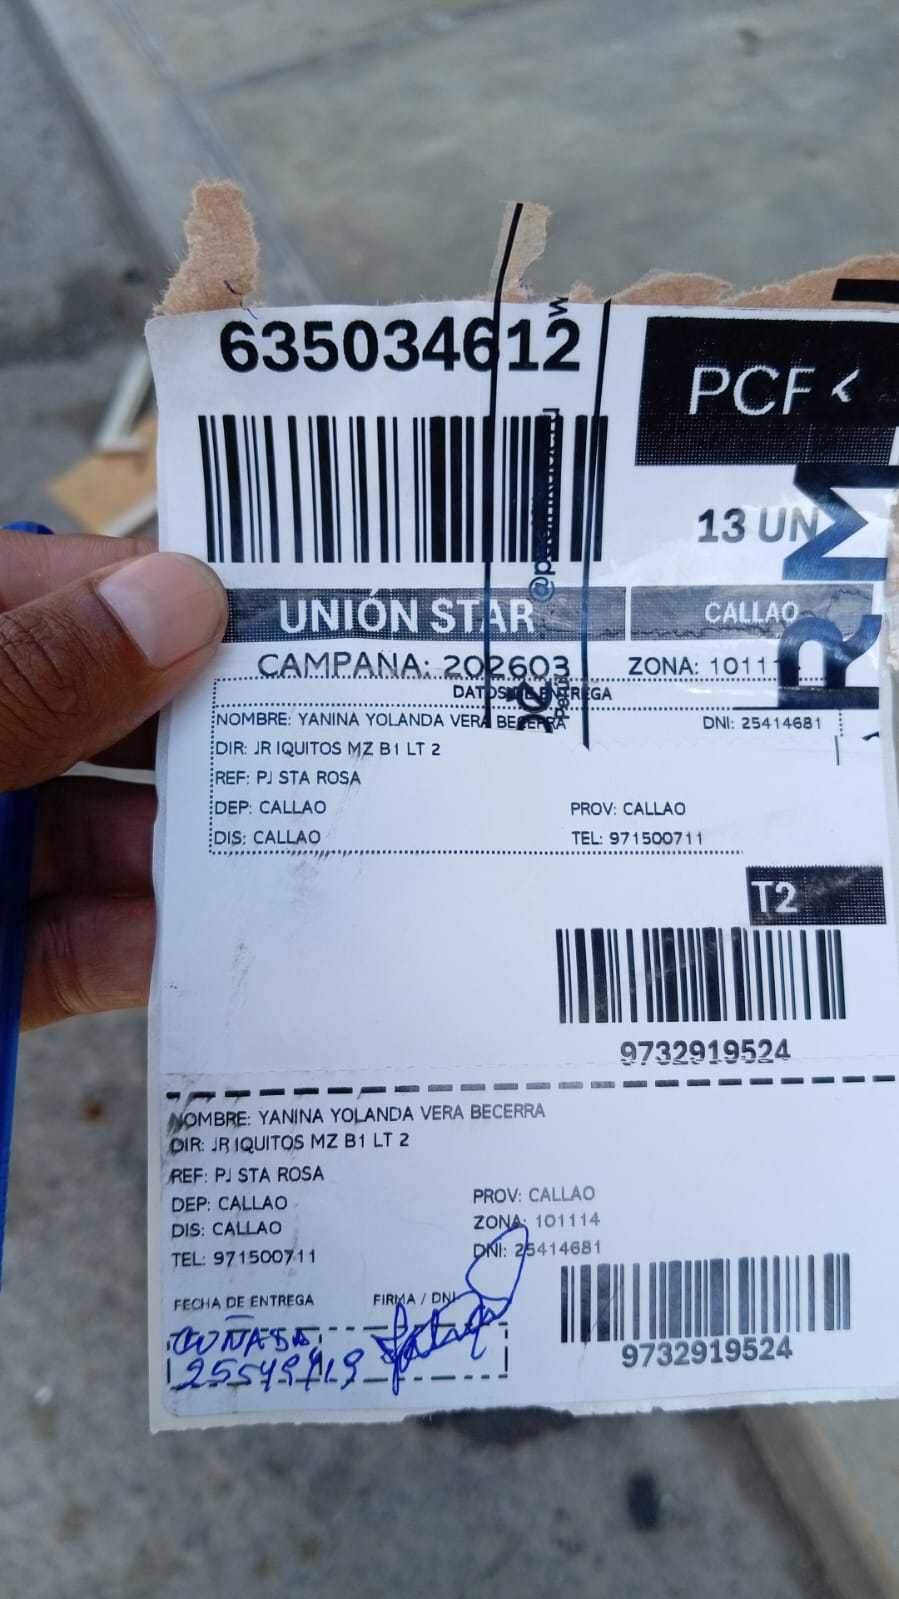 635034612
PCF
13 UN
RM
UNIÓN STAR
CALLAO
CAMPAÑA: 202603 ZONA: 10111
DATOS DE ENTREGA
NOMBRE: YANINA YOLANDA VERA BECERRA DNI: 25414681
DIR: JR IQUITOS MZ B1 LT 2
REF: PJ STA ROSA
DEP: CALLAO PROV: CALLAO
DIS: CALLAO TEL: 971500711
T2
9732919524
NOMBRE: YANINA YOLANDA VERA BECERRA
DIR: JR IQUITOS MZ B1 LT 2
REF: PJ STA ROSA
DEP: CALLAO PROV: CALLAO
DIS: CALLAO ZONA: 101114
TEL: 971500711 DNI: 25414681
FECHA DE ENTREGA FIRMA / DNI
CUÑADA
9732919524